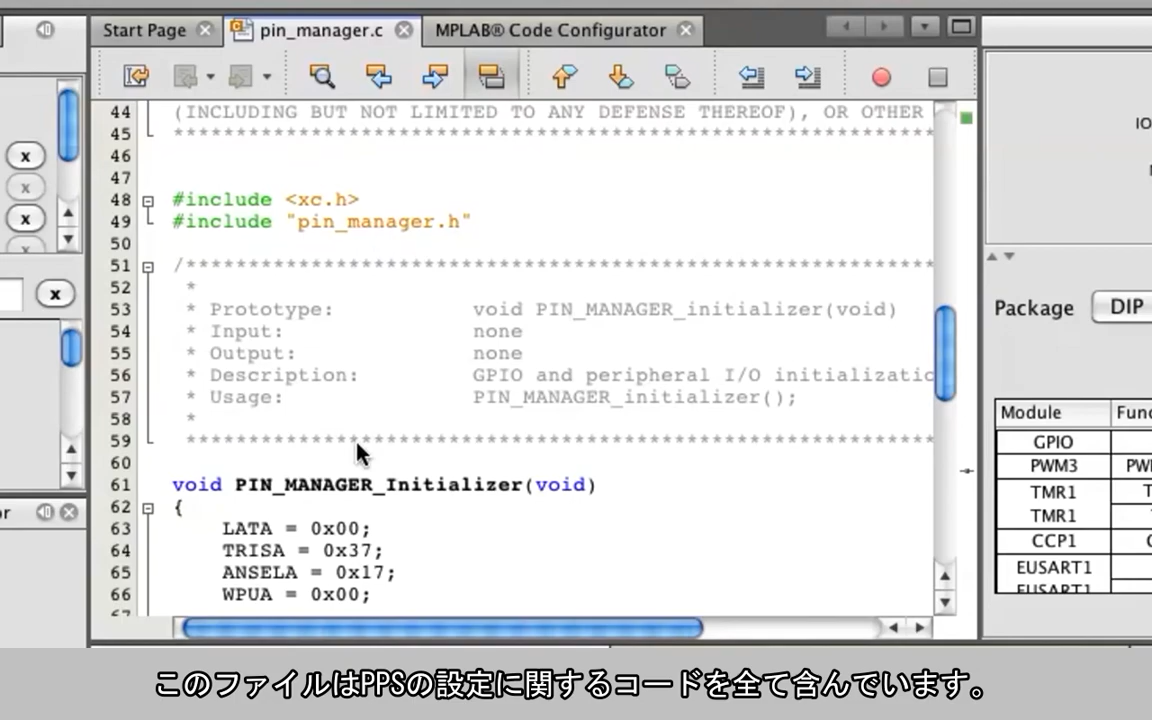 Start Page
pin_manager.c
MPLAB® Code Configurator
44 (INCLUDING BUT NOT LIMITED TO ANY DEFENSE THEREOF), OR OTHER
45 *************************************************************
46
47
48 #include <xc.h>
49 #include "pin_manager.h"
50
51 /************************************************************
52 *
53 * Prototype: void PIN_MANAGER_initializer(void)
54 * Input: none
55 * Output: none
56 * Description: GPIO and peripheral I/O initializatio
57 * Usage: PIN_MANAGER_initializer();
58 *
59 ************************************************************
60
61 void PIN_MANAGER_Initializer(void)
62 {
63 LATA = 0x00;
64 TRISA = 0x37;
65 ANSELA = 0x17;
66 WPUA = 0x00;
x
x
x
x
or
IO
Package DIP
Module Func
GPIO
PWM3 PW
TMR1 T
TMR1
CCP1
EUSART1
EUSART1
このファイルはPPSの設定に関するコードを全て含んでいます。